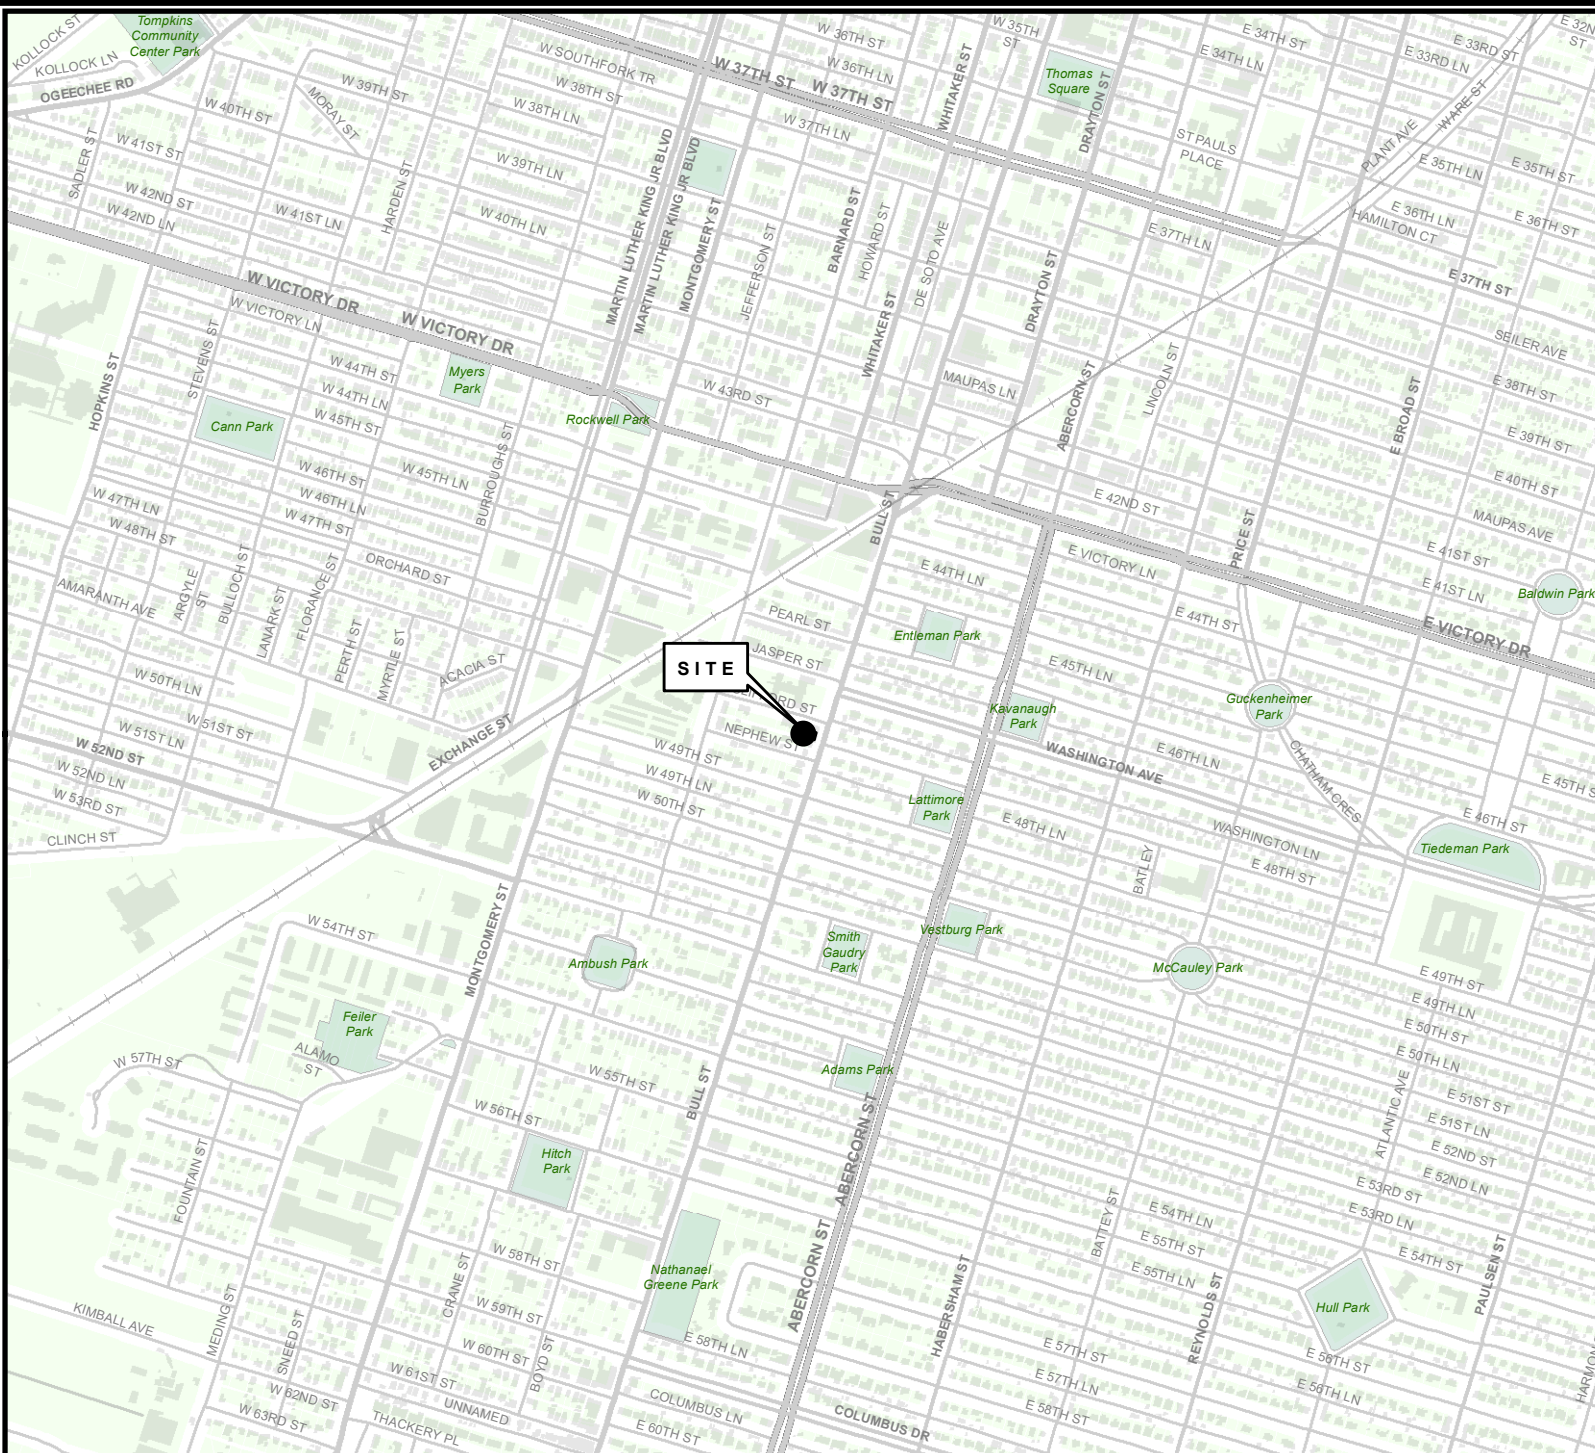 Tompkins
Community
Center Park
KOLLOCK ST
KOLLOCK LN
OGEECHEE RD
W SOUTHFORK TR
W 37TH ST
W 37TH ST
W 36TH ST
W 36TH LN
W 35TH
ST
WHITAKER ST
Thomas
Square
DRAYTON ST
E 34TH ST
E 34TH LN
E 33RD ST
E 33RD LN
E 32N
ST
W 39TH ST
W 38TH ST
W 38TH LN
W 37TH LN
W 40TH ST
MORAY ST
W 41ST ST
SADLER ST
W 42ND ST
W 42ND LN
W 41ST LN
HARDEN ST
W 39TH LN
W 40TH LN
MARTIN LUTHER KING JR BLVD
MARTIN LUTHER KING JR BLVD
MONTGOMERY ST
JEFFERSON ST
BARNARD ST
HOWARD ST
DE SOTO AVE
ST PAULS
PLACE
PLANT AVE
WARE ST
E 35TH LN
E 35TH ST
E 36TH LN
HAMILTON CT
E 36TH ST
E 37TH LN
E 37TH ST
DRAYTON ST
WHITAKER ST
W VICTORY DR
W VICTORY DR
W VICTORY LN
STEVENS ST
HOPKINS ST
W 44TH ST
W 44TH LN
W 45TH ST
Myers
Park
Cann Park
Rockwell Park
W 43RD ST
MAUPAS LN
ABERCORN ST
LINCOLN ST
SEILER AVE
E 38TH ST
E BROAD ST
E 39TH ST
E 40TH ST
MAUPAS AVE
E 41ST ST
E 41ST LN
Baldwin Park
W 46TH ST
W 45TH LN
W 46TH LN
W 47TH ST
W 47TH LN
W 48TH ST
BURROUGHS ST
BULL ST
E 42ND ST
PRICE ST
E VICTORY LN
E 44TH LN
E 44TH ST
E VICTORY DR
ORCHARD ST
AMARANTH AVE
ARGYLE
ST
BULLOCH ST
LANARK ST
FLORANCE ST
PERTH ST
MYRTLE ST
ACACIA ST
PEARL ST
JASPER ST
Entleman Park
E 45TH LN
SITE
NEPHEW ST
Kavanaugh
Park
Guckenheimer
Park
WASHINGTON AVE
E 46TH LN
CHATHAM CRES
E 45TH S
E 46TH ST
W 50TH LN
W 51ST ST
W 51ST LN
W 52ND ST
W 52ND LN
W 53RD ST
CLINCH ST
EXCHANGE ST
W 49TH ST
W 49TH LN
W 50TH ST
Lattimore
Park
E 48TH LN
WASHINGTON LN
E 48TH ST
BATLEY
Tiedeman Park
MONTGOMERY ST
W 54TH ST
Ambush Park
Smith
Gaudry
Park
Vestburg Park
McCauley Park
E 49TH ST
E 49TH LN
E 50TH ST
E 50TH LN
E 51ST ST
E 51ST LN
E 52ND ST
E 52ND LN
E 53RD ST
E 53RD LN
E 54TH ST
ATLANTIC AVE
Feiler
Park
ALAMO
ST
W 57TH ST
W 55TH ST
W 56TH ST
BULL ST
Adams Park
ABERCORN ST
ABERCORN ST
Hitch
Park
FOUNTAIN ST
Nathanael
Greene Park
E 54TH LN
E 55TH ST
E 55TH LN
BATTEY ST
REYNOLDS ST
HABERSHAM ST
PAULSEN ST
Hull Park
W 58TH ST
W 59TH ST
W 60TH ST
W 61ST ST
W 62ND ST
W 63RD ST
CRANE ST
BOYD ST
SNEED ST
MEDING ST
KIMBALL AVE
UNNAMED
THACKERY PL
E 58TH LN
COLUMBUS LN
E 60TH ST
COLUMBUS DR
E 57TH ST
E 57TH LN
E 58TH ST
E 56TH ST
E 56TH LN
HARMON